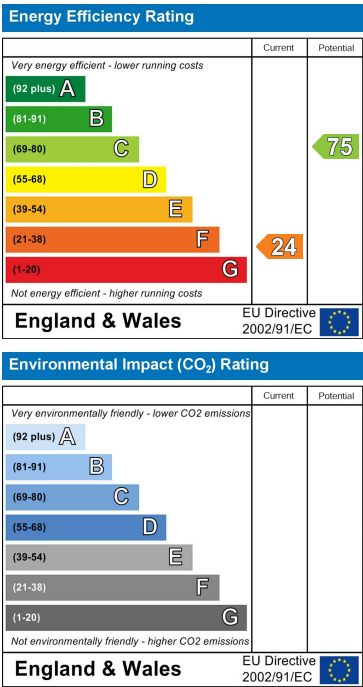 Energy Efficiency Rating
Current Potential
Very energy efficient - lower running costs
(92 plus) A
(81-91) B
(69-80) C
75
(55-68) D
(39-54) E
(21-38) F
24
(1-20) G
Not energy efficient - higher running costs
England & Wales
EU Directive
2002/91/EC
Environmental Impact (CO₂) Rating
Current Potential
Very environmentally friendly - lower CO2 emissions
(92 plus) A
(81-91) B
(69-80) C
(55-68) D
(39-54) E
(21-38) F
(1-20) G
Not environmentally friendly - higher CO2 emissions
England & Wales
EU Directive
2002/91/EC